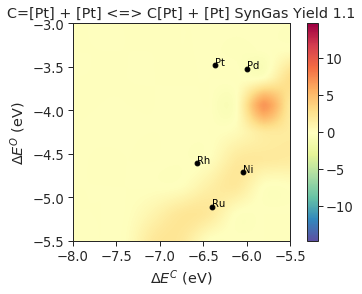 C=[Pt] + [Pt] <=> C[Pt] + [Pt] SynGas Yield 1.1
−3.0
−3.5
−4.0
−4.5
−5.0
−5.5
ΔE^O (eV)
Pt
Pd
Rh
Ni
Ru
−8.0 −7.5 −7.0 −6.5 −6.0 −5.5
ΔE^C (eV)
10
5
0
−5
−10